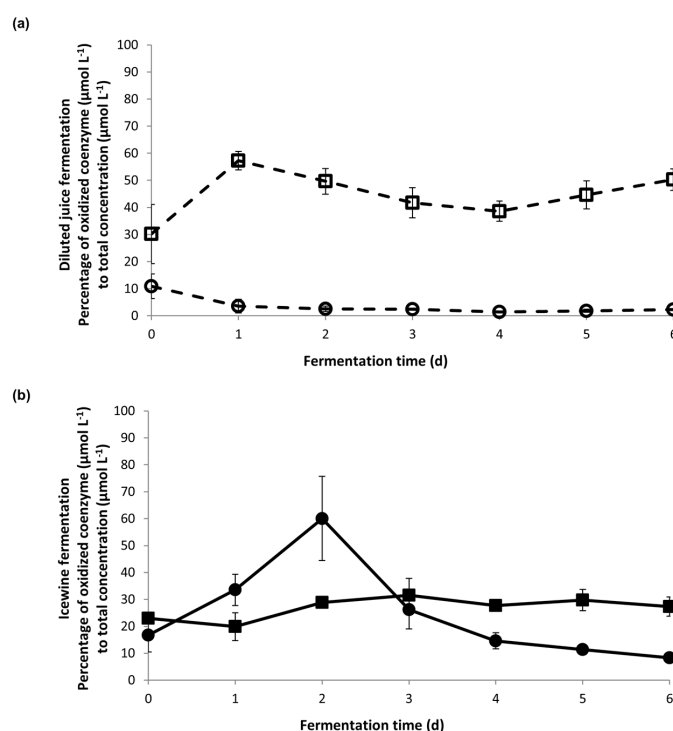 (a)
Diluted juice fermentation
Percentage of oxidized coenzyme (µmol L-1)
to total concentration (µmol L-1)
100
90
80
70
60
50
40
30
20
10
0
0 1 2 3 4 5 6
Fermentation time (d)
(b)
Icewine fermentation
Percentage of oxidized coenzyme (µmol L-1)
to total concentration (µmol L-1)
100
90
80
70
60
50
40
30
20
10
0
0 1 2 3 4 5 6
Fermentation time (d)